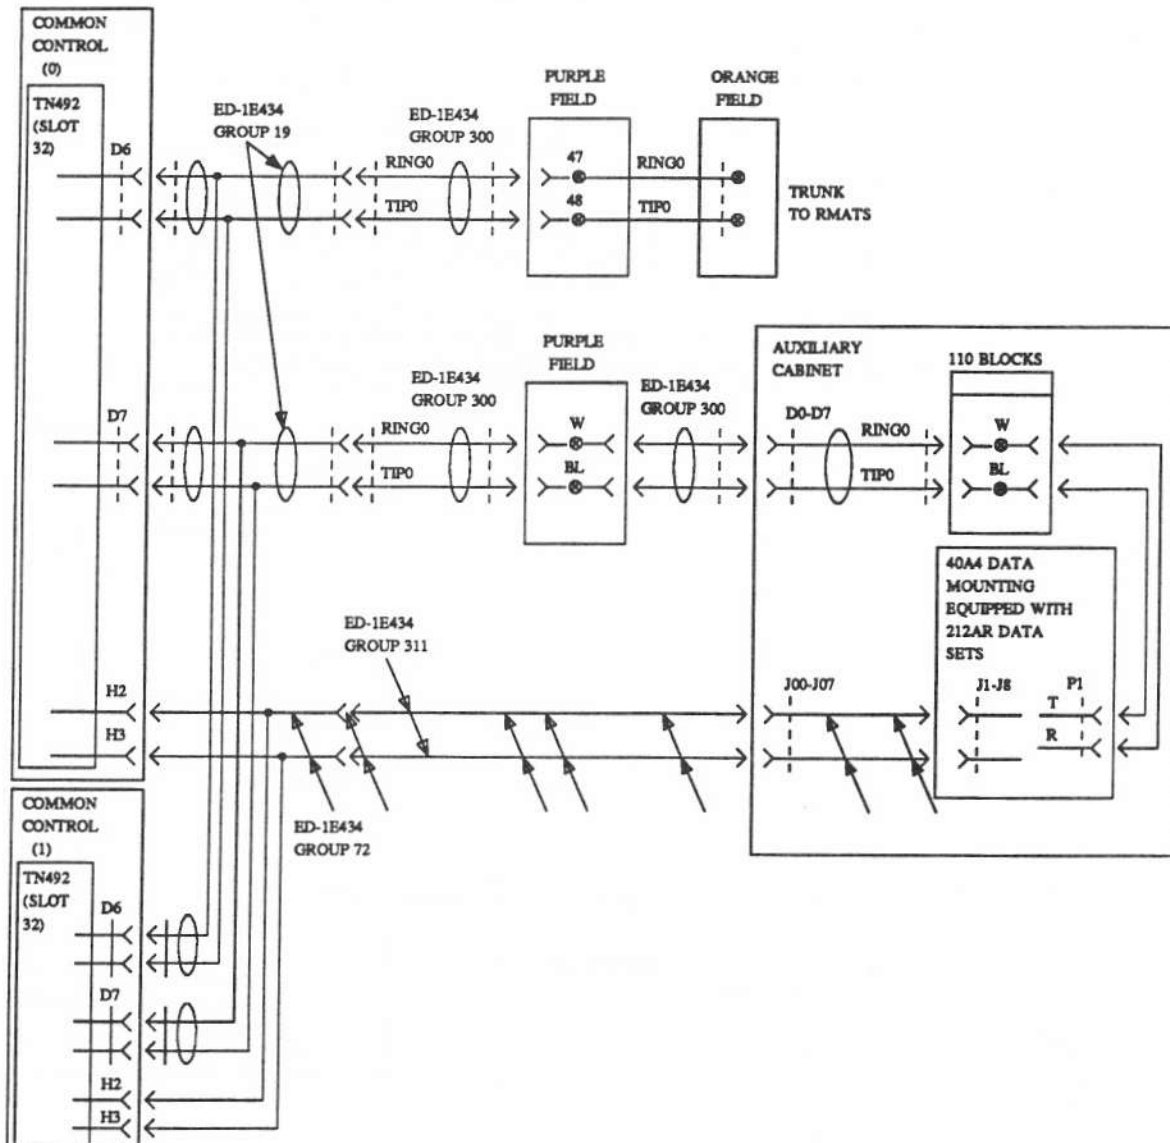 COMMON
CONTROL
(0)
TN492
(SLOT
32)
D6
ED-1E434
GROUP 19
ED-1E434
GROUP 300
RING0
TIP0
PURPLE
FIELD
47
48
RING0
TIP0
ORANGE
FIELD
TRUNK
TO RMATS
D7
ED-1E434
GROUP 300
RING0
TIP0
PURPLE
FIELD
W
BL
ED-1E434
GROUP 300
AUXILIARY
CABINET
D0-D7
RING0
TIP0
110 BLOCKS
W
BL
40A4 DATA
MOUNTING
EQUIPPED WITH
212AR DATA
SETS
J1-J8
P1
T
R
J00-J07
ED-1E434
GROUP 311
H2
H3
ED-1E434
GROUP 72
COMMON
CONTROL
(1)
TN492
(SLOT
32)
D6
D7
H2
H3